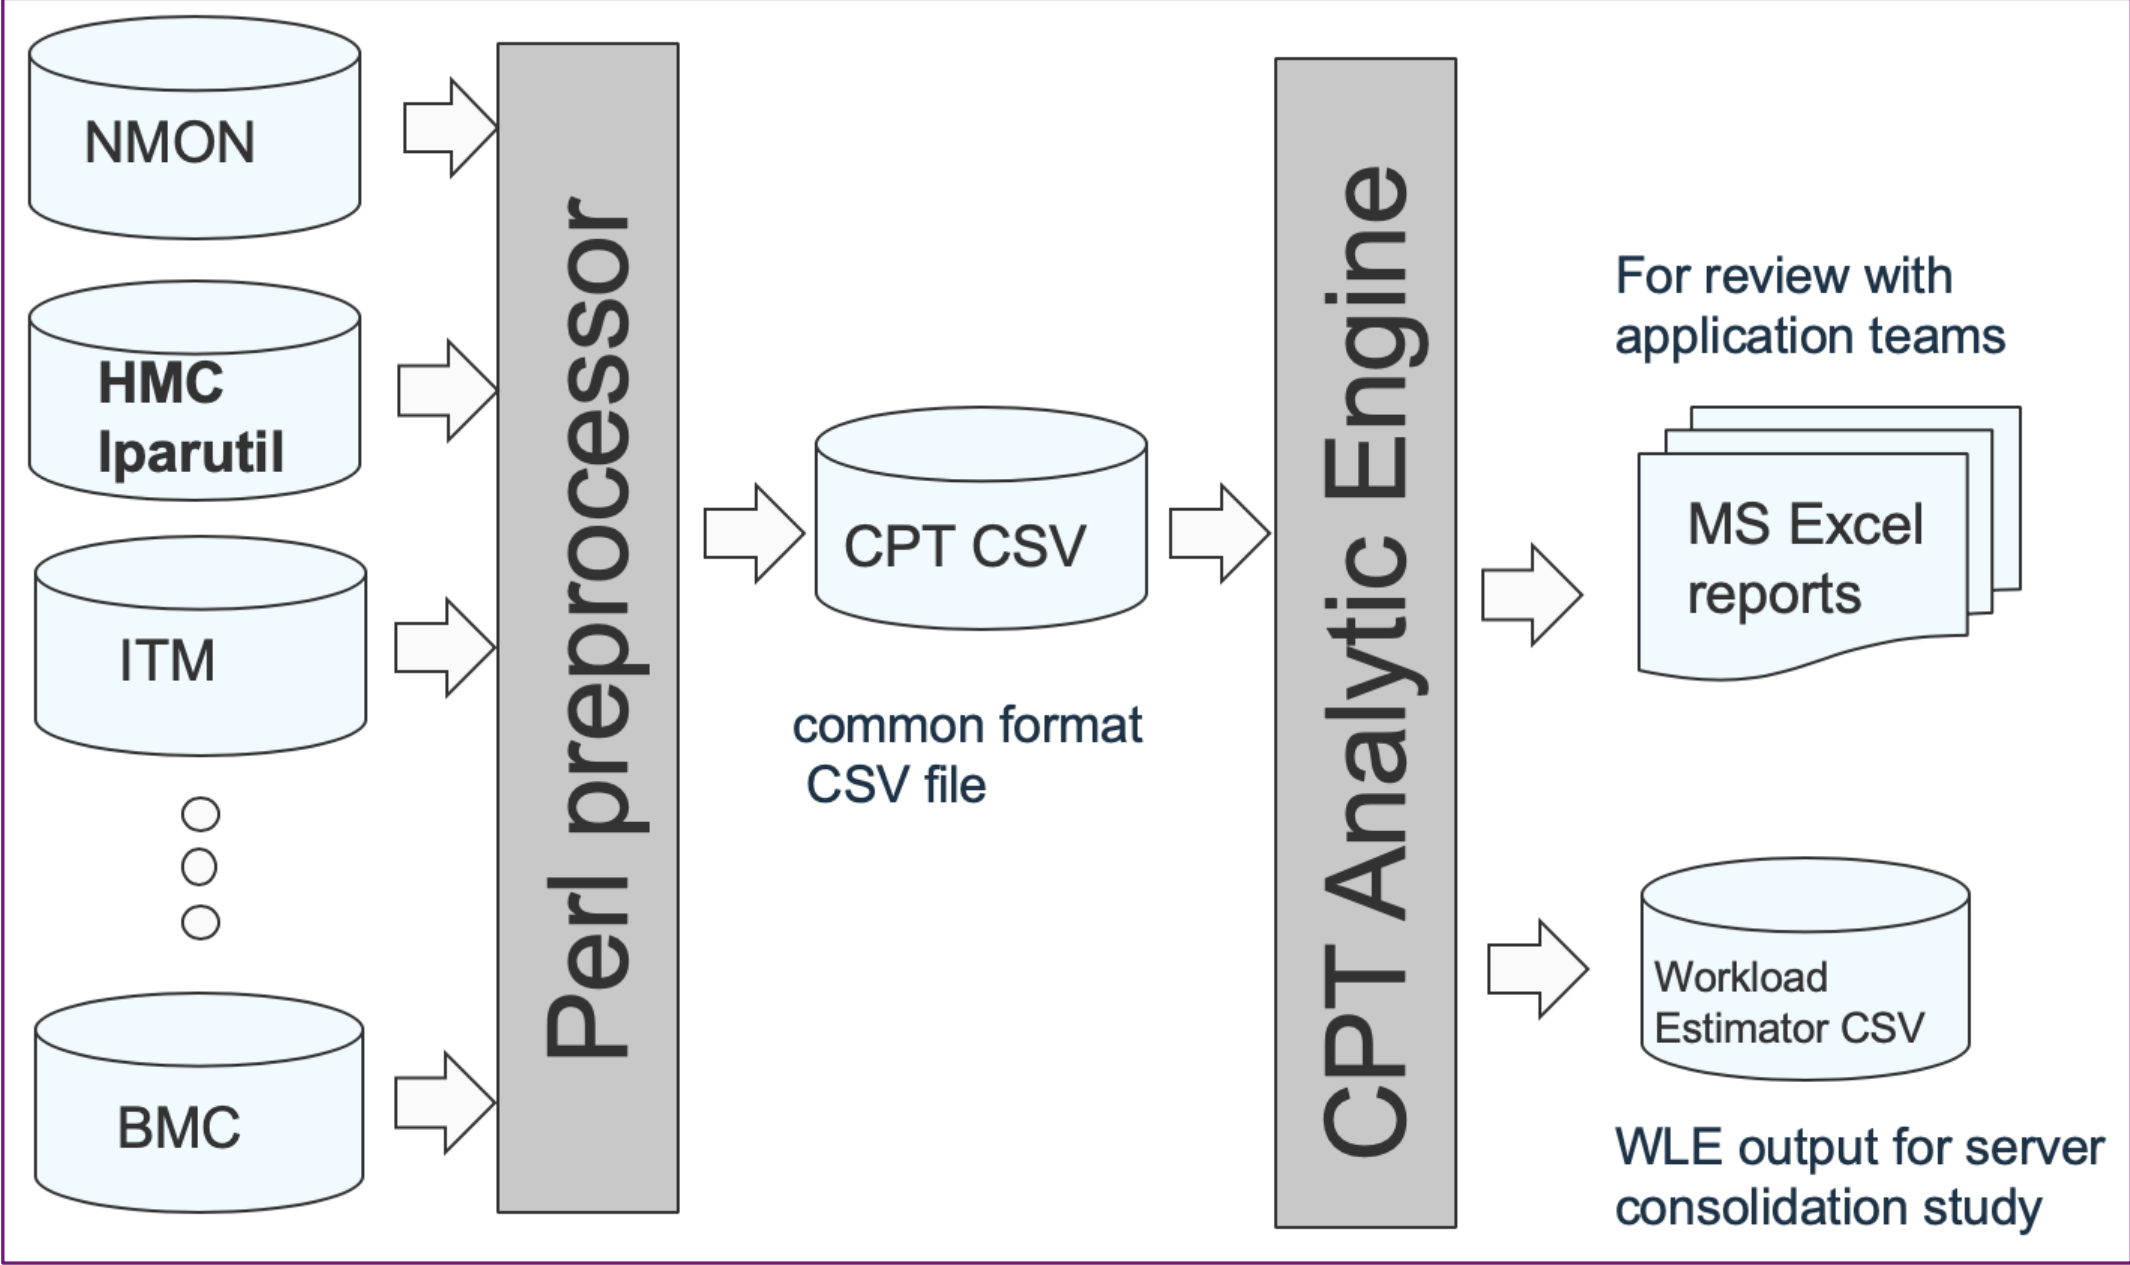 NMON
HMC
lparutil
ITM
BMC
Perl preprocessor
CPT CSV
common format
CSV file
CPT Analytic Engine
For review with
application teams
MS Excel
reports
Workload
Estimator CSV
WLE output for server
consolidation study